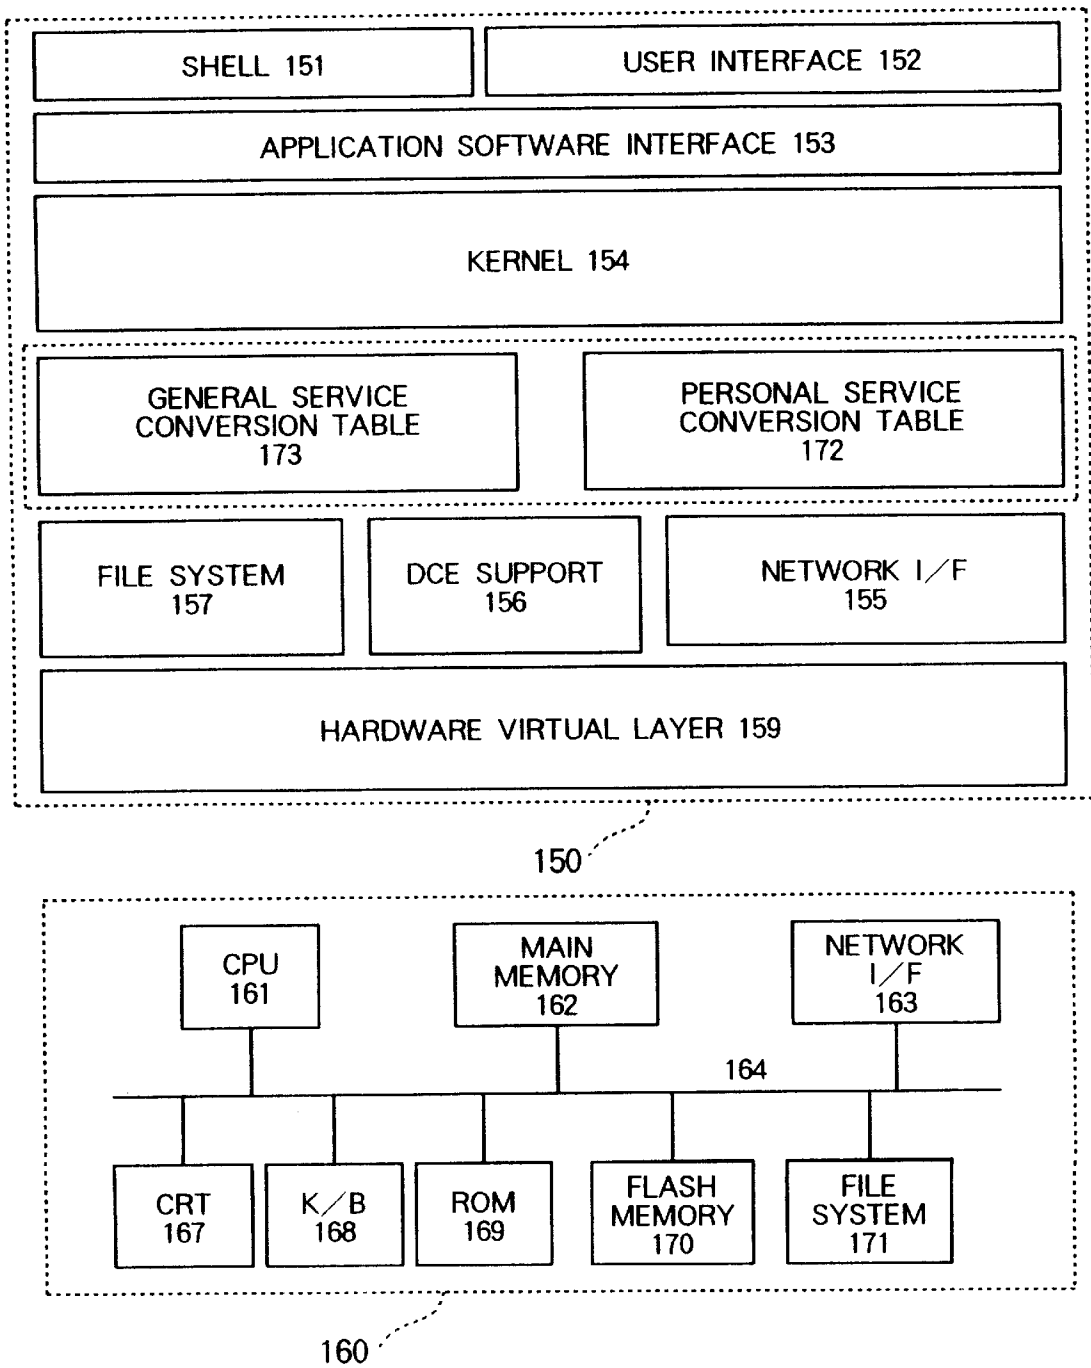 SHELL 151
USER INTERFACE 152
APPLICATION SOFTWARE INTERFACE 153
KERNEL 154
GENERAL SERVICE
CONVERSION TABLE
173
PERSONAL SERVICE
CONVERSION TABLE
172
FILE SYSTEM
157
DCE SUPPORT
156
NETWORK I/F
155
HARDWARE VIRTUAL LAYER 159
150
CPU
161
MAIN
MEMORY
162
NETWORK
I/F
163
164
CRT
167
K/B
168
ROM
169
FLASH
MEMORY
170
FILE
SYSTEM
171
160